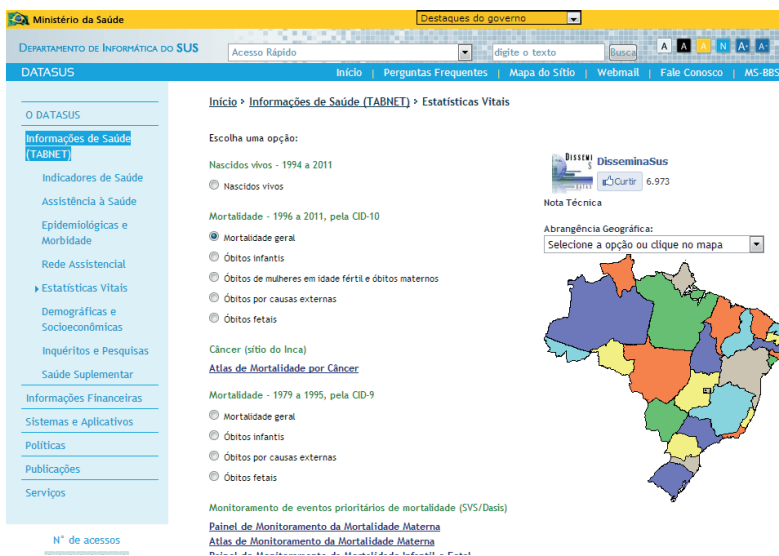 Ministério da Saúde
Destaques do governo
DEPARTAMENTO DE INFORMÁTICA DO SUS
Acesso Rápido
digite o texto
Busca
A A A N A+ A-
DATASUS
Início | Perguntas Frequentes | Mapa do Sítio | Webmail | Fale Conosco | MS-BBS
O DATASUS
Informações de Saúde
(TABNET)
Indicadores de Saúde
Assistência à Saúde
Epidemiológicas e
Morbidade
Rede Assistencial
Estatísticas Vitais
Demográficas e
Socioeconômicas
Inquéritos e Pesquisas
Saúde Suplementar
Informações Financeiras
Sistemas e Aplicativos
Políticas
Publicações
Serviços
N° de acessos
Início > Informações de Saúde (TABNET) > Estatísticas Vitais
Escolha uma opção:
Nascidos vivos - 1994 a 2011
Nascidos vivos
Mortalidade - 1996 a 2011, pela CID-10
Mortalidade geral
Óbitos infantis
Óbitos de mulheres em idade fértil e óbitos maternos
Óbitos por causas externas
Óbitos fetais
Câncer (sítio do Inca)
Atlas de Mortalidade por Câncer
Mortalidade - 1979 a 1995, pela CID-9
Mortalidade geral
Óbitos infantis
Óbitos por causas externas
Óbitos fetais
Monitoramento de eventos prioritários de mortalidade (SVS/Dasis)
Painel de Monitoramento da Mortalidade Materna
Atlas de Monitoramento da Mortalidade Materna
Painel de Monitoramento da Mortalidade Infantil e Fetal
DISSEMI
DisseminaSus
Curtir 6.973
Nota Técnica
Abrangência Geográfica:
Selecione a opção ou clique no mapa